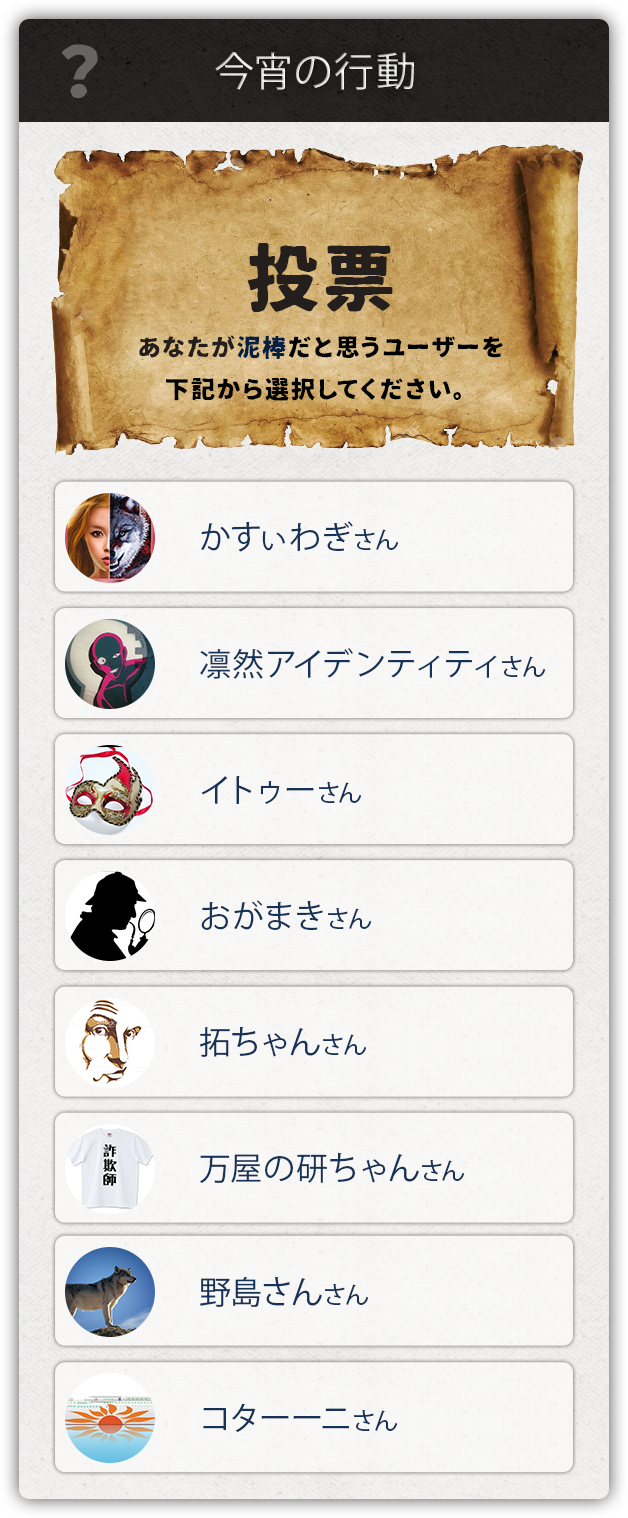 ?
今宵の行動
投票
あなたが泥棒だと思うユーザーを
下記から選択してください。
かすぃわぎさん
凛然アイデンティティさん
イトゥーさん
おがまきさん
拓ちゃんさん
詐欺師
万屋の研ちゃんさん
野島さんさん
コターーニさん